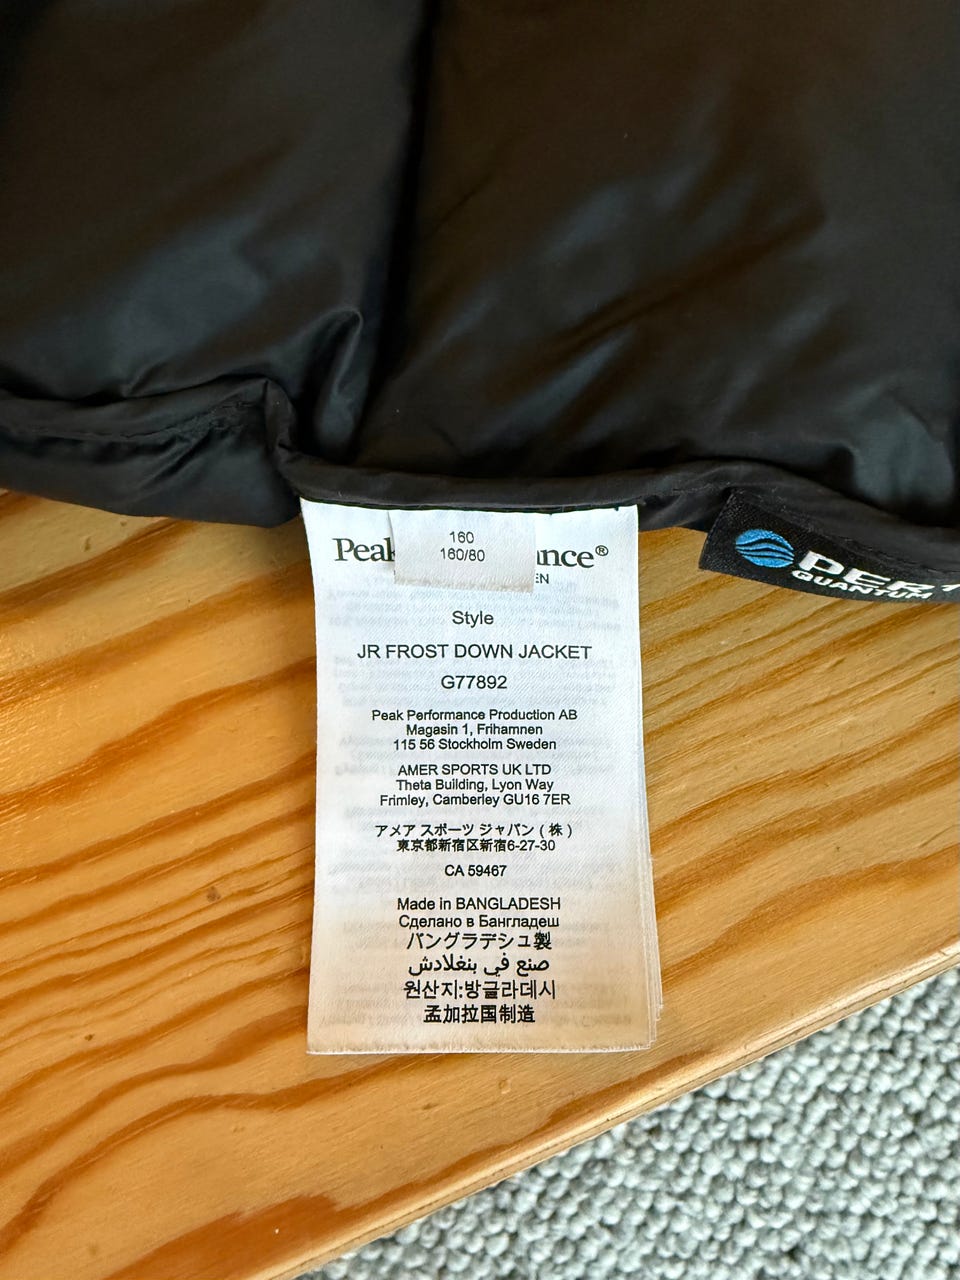 160
160/80
Peak
ance®
EN
Style
JR FROST DOWN JACKET
G77892
Peak Performance Production AB
Magasin 1, Frihamnen
115 56 Stockholm Sweden
AMER SPORTS UK LTD
Theta Building, Lyon Way
Frimley, Camberley GU16 7ER
アメア スポーツ ジャパン ( 株 )
東京都新宿区新宿6-27-30
CA 59467
Made in BANGLADESH
Сделано в Бангладеш
バングラデシュ製
صنع في بنغلادش
원산지:방글라데시
孟加拉国制造
QUANTUM